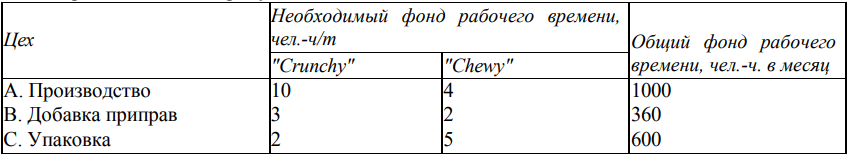 Цех
Необходимый фонд рабочего времени,
чел.-ч/т
Общий фонд рабочего
времени, чел.-ч. в месяц
"Crunchy" "Chewy"
А. Производство 10 4 1000
В. Добавка приправ 3 2 360
С. Упаковка 2 5 600